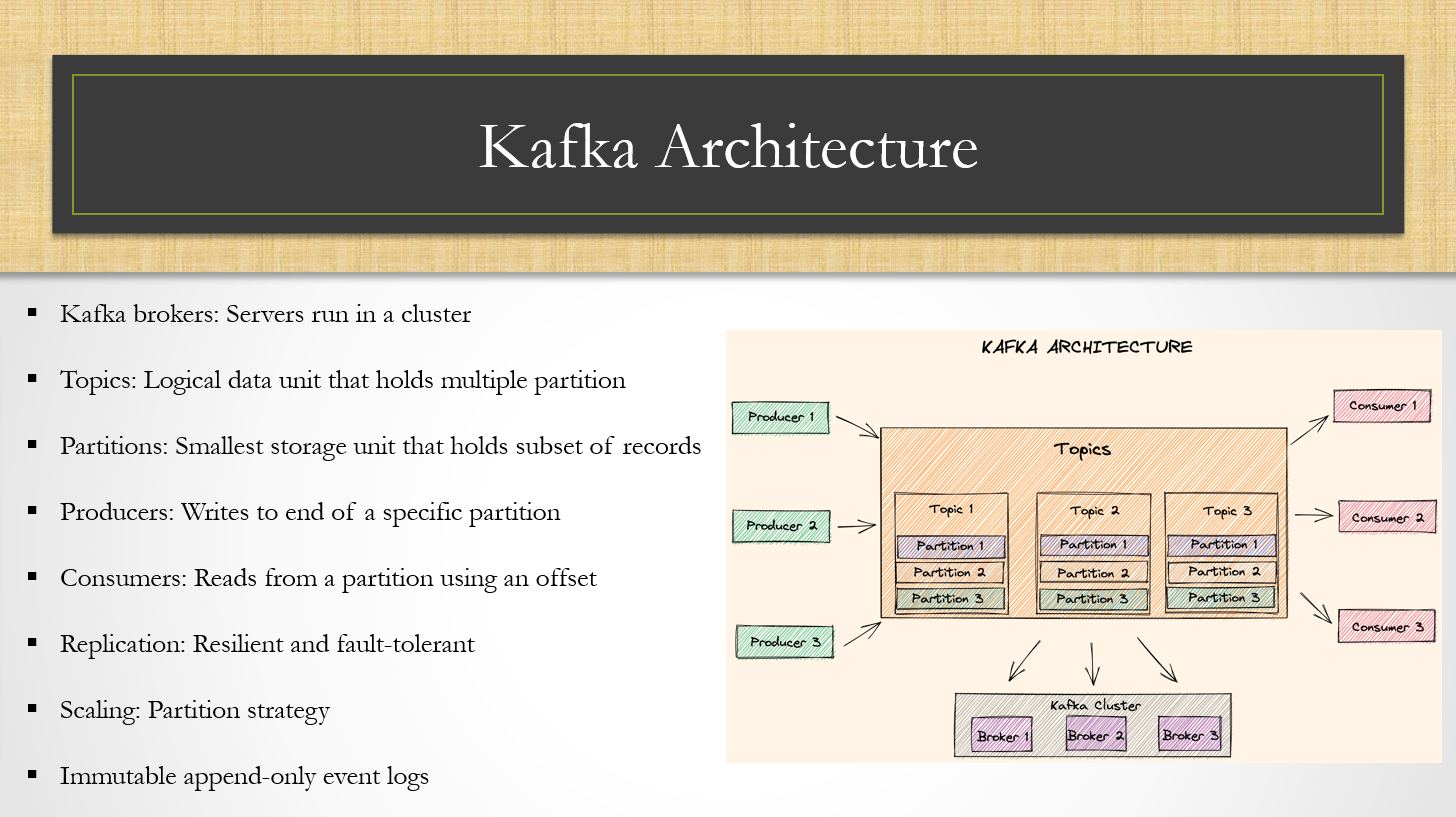 Kafka Architecture
Kafka brokers: Servers run in a cluster
Topics: Logical data unit that holds multiple partition
Partitions: Smallest storage unit that holds subset of records
Producers: Writes to end of a specific partition
Consumers: Reads from a partition using an offset
Replication: Resilient and fault-tolerant
Scaling: Partition strategy
Immutable append-only event logs
KAFKA ARCHITECTURE
Producer 1
Producer 2
Producer 3
Topics
Topic 1
Partition 1
Partition 2
Partition 3
Topic 2
Partition 1
Partition 2
Partition 3
Topic 3
Partition 1
Partition 2
Partition 3
Consumer 1
Consumer 2
Consumer 3
Kafka Cluster
Broker 1
Broker 2
Broker 3